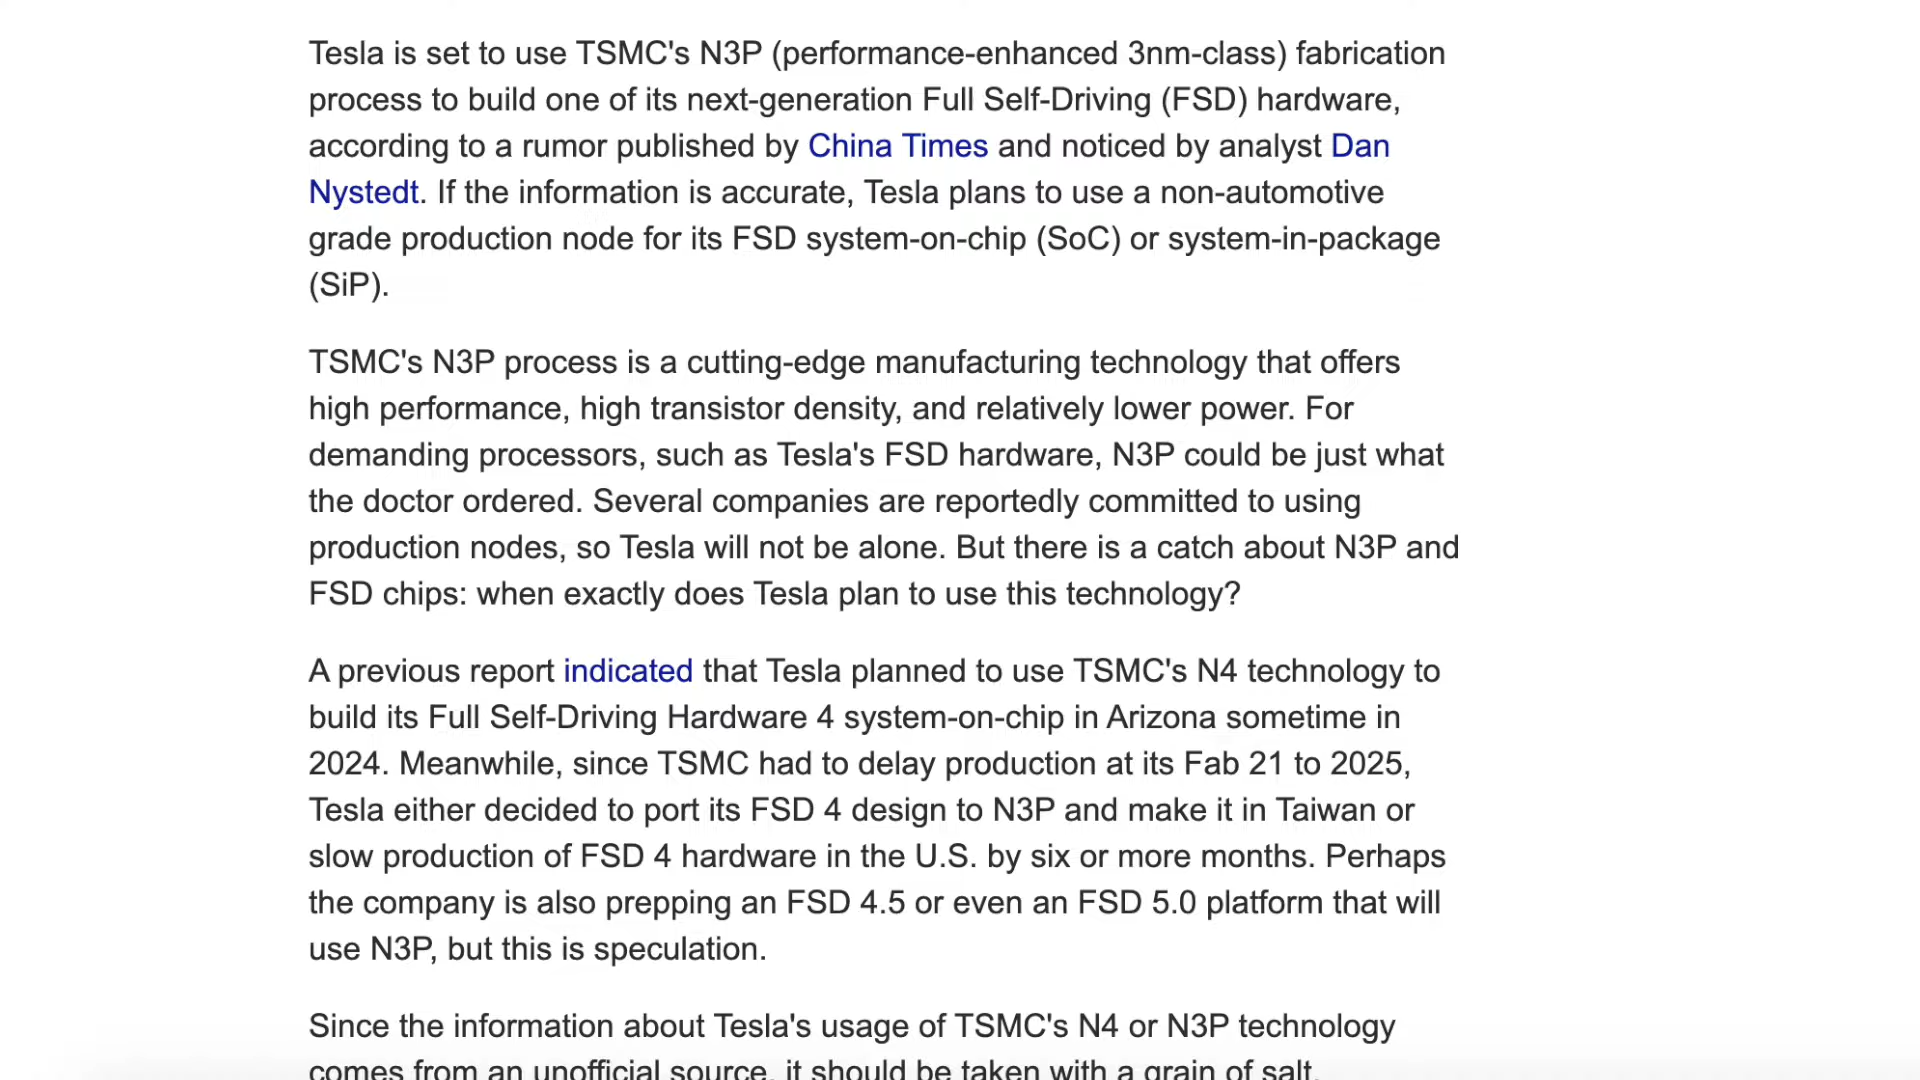 Tesla is set to use TSMC's N3P (performance-enhanced 3nm-class) fabrication
process to build one of its next-generation Full Self-Driving (FSD) hardware,
according to a rumor published by China Times and noticed by analyst Dan
Nystedt. If the information is accurate, Tesla plans to use a non-automotive
grade production node for its FSD system-on-chip (SoC) or system-in-package
(SiP).
TSMC's N3P process is a cutting-edge manufacturing technology that offers
high performance, high transistor density, and relatively lower power. For
demanding processors, such as Tesla's FSD hardware, N3P could be just what
the doctor ordered. Several companies are reportedly committed to using
production nodes, so Tesla will not be alone. But there is a catch about N3P and
FSD chips: when exactly does Tesla plan to use this technology?
A previous report indicated that Tesla planned to use TSMC's N4 technology to
build its Full Self-Driving Hardware 4 system-on-chip in Arizona sometime in
2024. Meanwhile, since TSMC had to delay production at its Fab 21 to 2025,
Tesla either decided to port its FSD 4 design to N3P and make it in Taiwan or
slow production of FSD 4 hardware in the U.S. by six or more months. Perhaps
the company is also prepping an FSD 4.5 or even an FSD 5.0 platform that will
use N3P, but this is speculation.
Since the information about Tesla's usage of TSMC's N4 or N3P technology
comes from an unofficial source, it should be taken with a grain of salt.